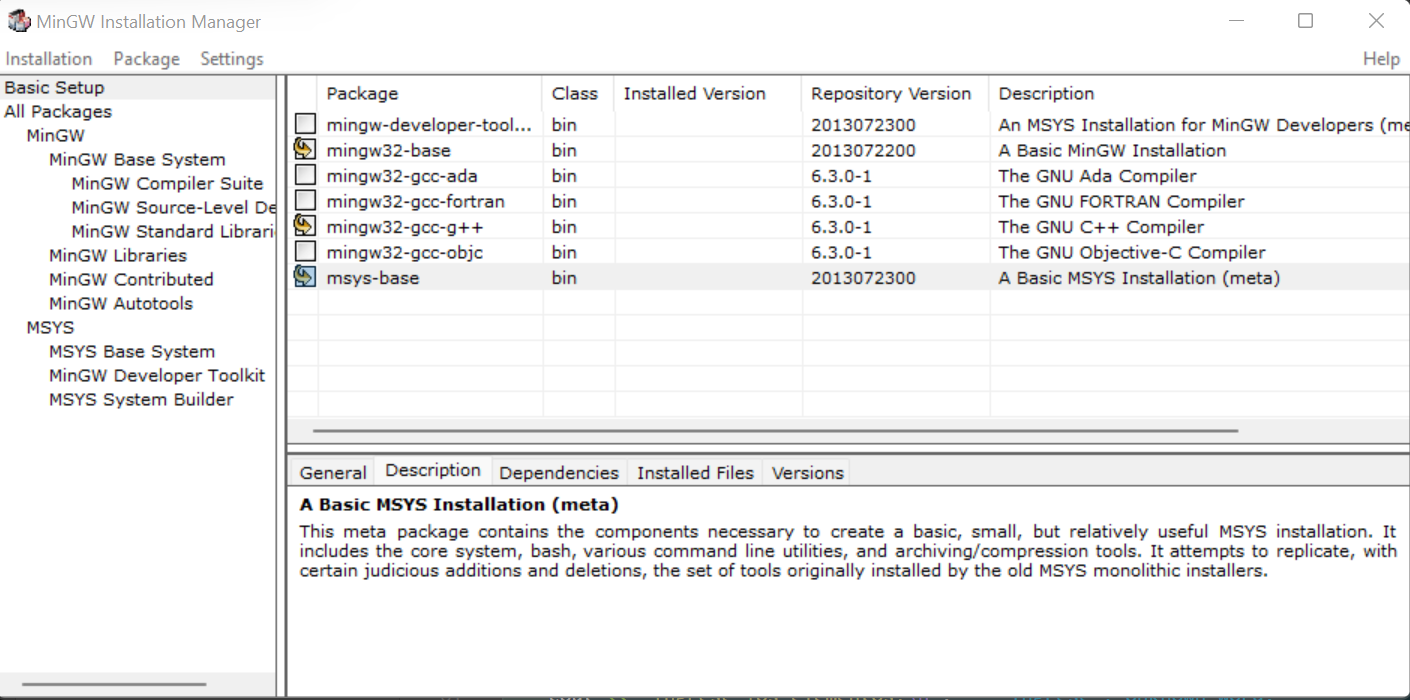 MinGW Installation Manager
Installation Package Settings Help
Basic Setup
All Packages
MinGW
MinGW Base System
MinGW Compiler Suite
MinGW Source-Level De
MinGW Standard Librari
MinGW Libraries
MinGW Contributed
MinGW Autotools
MSYS
MSYS Base System
MinGW Developer Toolkit
MSYS System Builder
Package Class Installed Version Repository Version Description
mingw-developer-tool... bin 2013072300 An MSYS Installation for MinGW Developers (me
mingw32-base bin 2013072200 A Basic MinGW Installation
mingw32-gcc-ada bin 6.3.0-1 The GNU Ada Compiler
mingw32-gcc-fortran bin 6.3.0-1 The GNU FORTRAN Compiler
mingw32-gcc-g++ bin 6.3.0-1 The GNU C++ Compiler
mingw32-gcc-objc bin 6.3.0-1 The GNU Objective-C Compiler
msys-base bin 2013072300 A Basic MSYS Installation (meta)
General Description Dependencies Installed Files Versions
A Basic MSYS Installation (meta)
This meta package contains the components necessary to create a basic, small, but relatively useful MSYS installation. It
includes the core system, bash, various command line utilities, and archiving/compression tools. It attempts to replicate, with
certain judicious additions and deletions, the set of tools originally installed by the old MSYS monolithic installers.